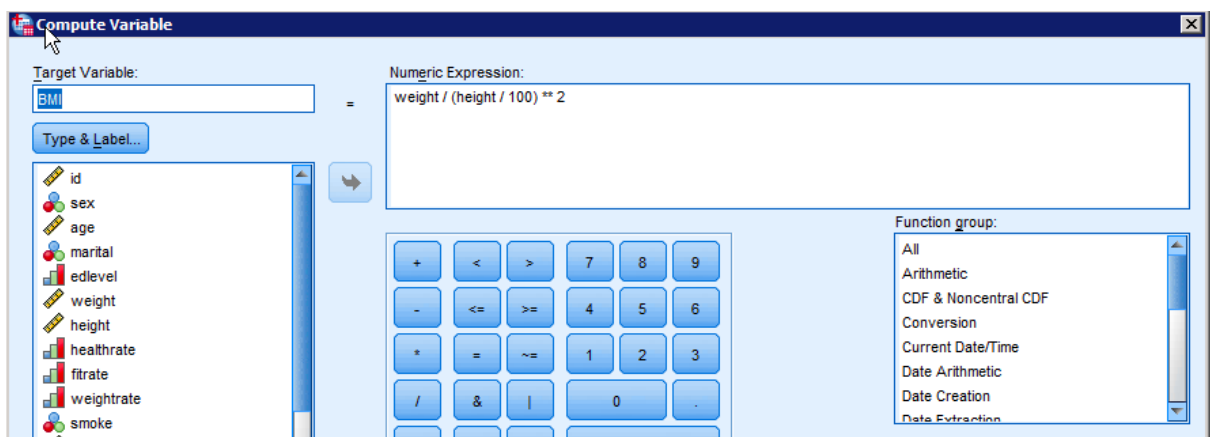 Compute Variable
Target Variable:
BMI
=
Numeric Expression:
weight / (height / 100) ** 2
Type & Label...
id
sex
age
marital
edlevel
weight
height
healthrate
fitrate
weightrate
smoke
+ < > 7 8 9
- <= >= 4 5 6
* = ~= 1 2 3
/ & | 0 .
Function group:
All
Arithmetic
CDF & Noncentral CDF
Conversion
Current Date/Time
Date Arithmetic
Date Creation
Date Extraction